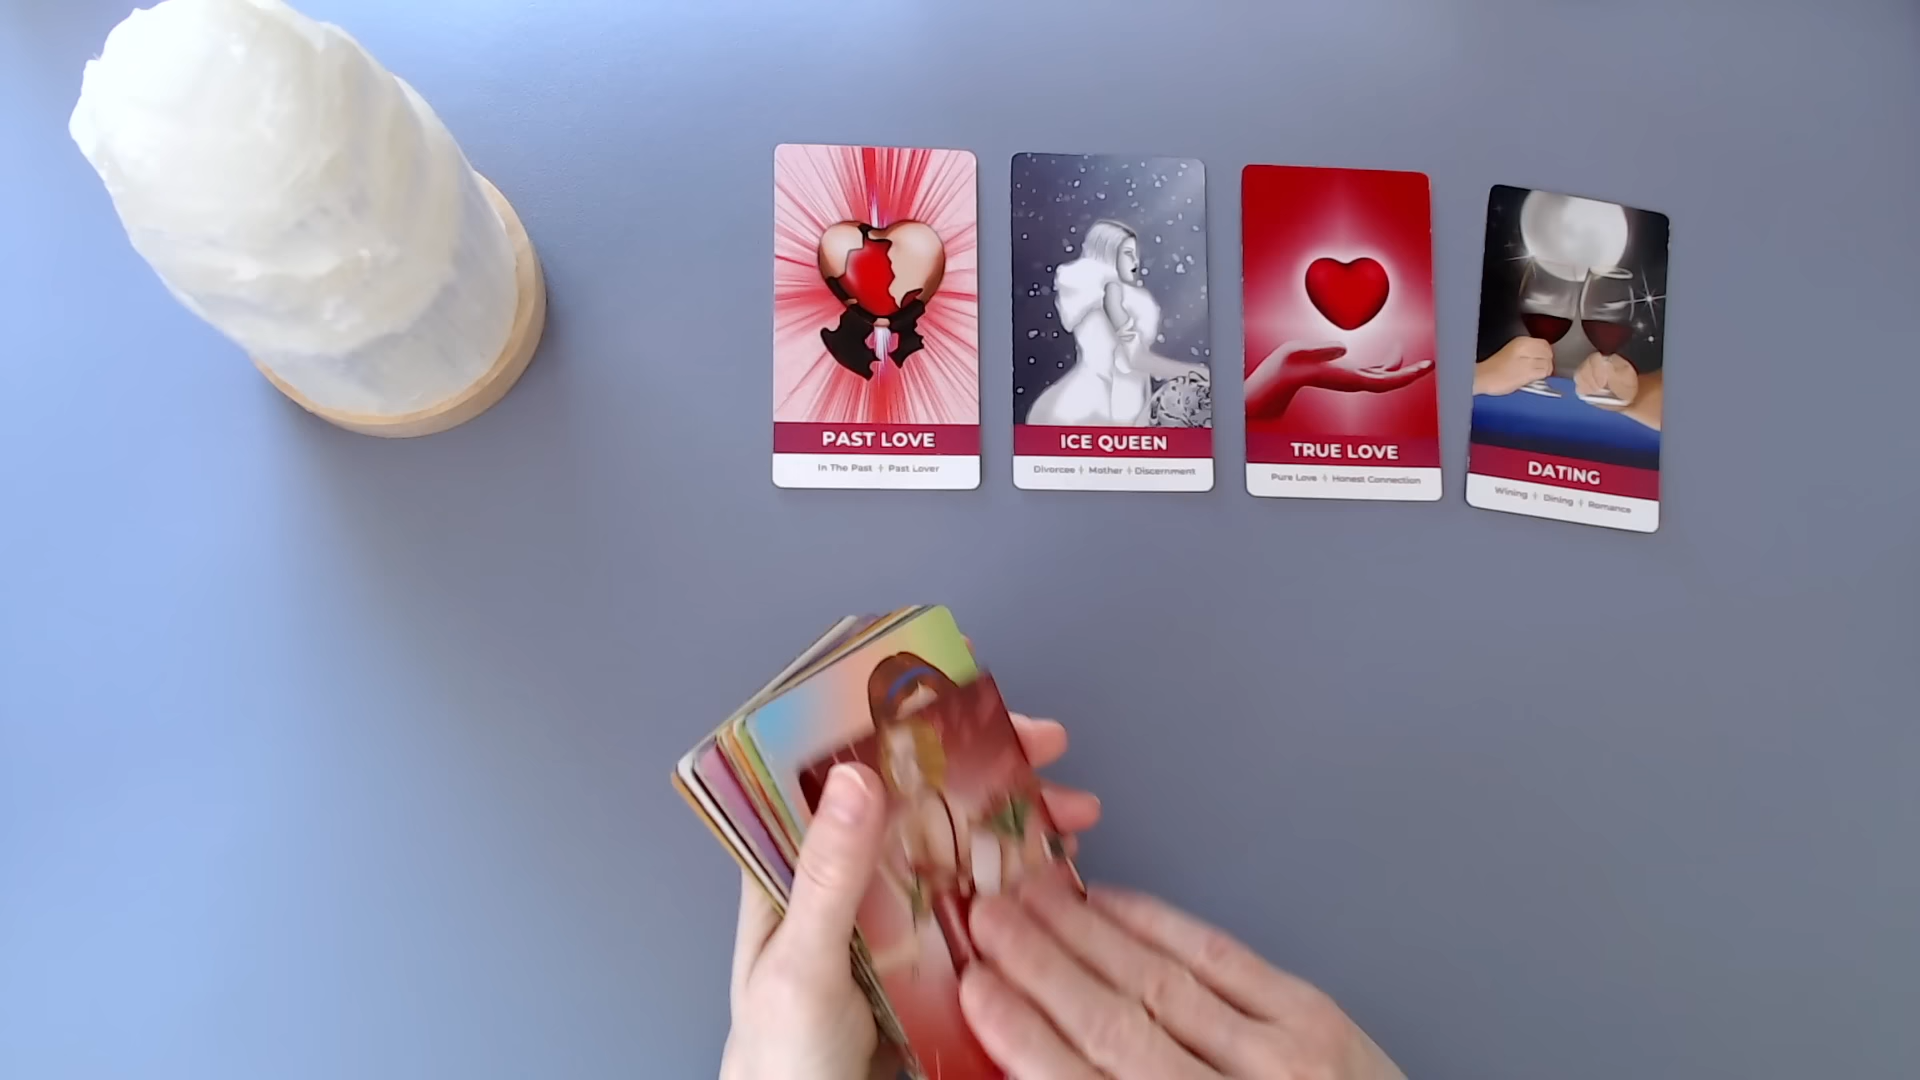 PAST LOVE
In The Past + Past Lover
ICE QUEEN
Divorcee + Mother + Discernment
TRUE LOVE
Pure Love + Honest Connection
DATING
Wining + Dining + Romance